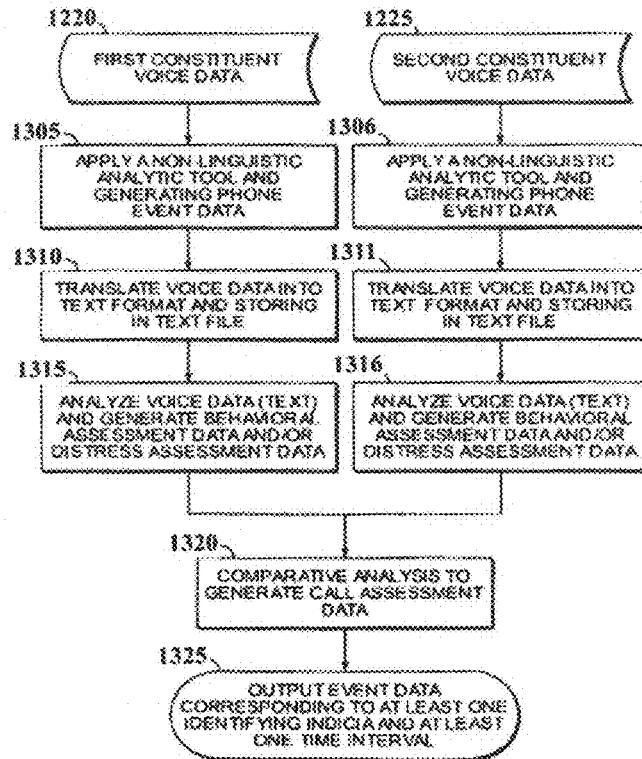 1220
FIRST CONSTITUENT
VOICE DATA
1225
SECOND CONSTITUENT
VOICE DATA
1305
APPLY A NON-LINGUISTIC
ANALYTIC TOOL AND
GENERATING PHONE
EVENT DATA
1306
APPLY A NON-LINGUISTIC
ANALYTIC TOOL AND
GENERATING PHONE
EVENT DATA
1310
TRANSLATE VOICE DATA INTO
TEXT FORMAT AND STORING
IN TEXT FILE
1311
TRANSLATE VOICE DATA INTO
TEXT FORMAT AND STORING
IN TEXT FILE
1315
ANALYZE VOICE DATA (TEXT)
AND GENERATE BEHAVIORAL
ASSESSMENT DATA AND/OR
DISTRESS ASSESSMENT DATA
1316
ANALYZE VOICE DATA (TEXT)
AND GENERATE BEHAVIORAL
ASSESSMENT DATA AND/OR
DISTRESS ASSESSMENT DATA
1320
COMPARATIVE ANALYSIS TO
GENERATE CALL ASSESSMENT
DATA
1325
OUTPUT EVENT DATA
CORRESPONDING TO AT LEAST ONE
IDENTIFYING INDICIA AND AT LEAST
ONE TIME INTERVAL